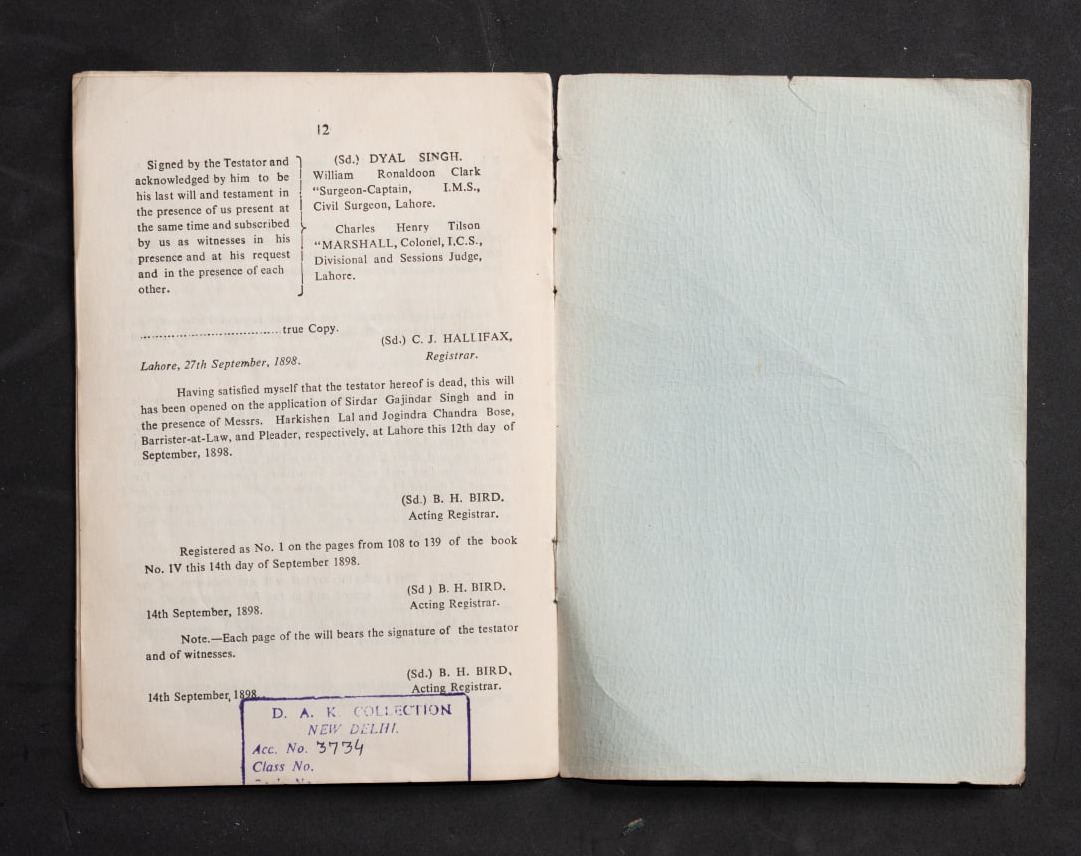 12
Signed by the Testator and
acknowledged by him to be
his last will and testament in
the presence of us present at
the same time and subscribed
by us as witnesses in his
presence and at his request
and in the presence of each
other.
(Sd.) DYAL SINGH.
William Ronaldoon Clark
"Surgeon-Captain, I.M.S.,
Civil Surgeon, Lahore.
Charles Henry Tilson
"MARSHALL, Colonel, I.C.S.,
Divisional and Sessions Judge,
Lahore.
.................................... true Copy.
(Sd.) C. J. HALLIFAX,
Registrar.
Lahore, 27th September, 1898.
Having satisfied myself that the testator hereof is dead, this will
has been opened on the application of Sirdar Gajindar Singh and in
the presence of Messrs. Harkishen Lal and Jogindra Chandra Bose,
Barrister-at-Law, and Pleader, respectively, at Lahore this 12th day of
September, 1898.
(Sd.) B. H. BIRD.
Acting Registrar.
Registered as No. 1 on the pages from 108 to 139 of the book
No. IV this 14th day of September 1898.
(Sd ) B. H. BIRD.
Acting Registrar.
14th September, 1898.
Note.—Each page of the will bears the signature of the testator
and of witnesses.
(Sd.) B. H. BIRD,
Acting Registrar.
14th September, 1898.
D. A. K. COLLECTION
NEW DELHI.
Acc. No. 3734
Class No.